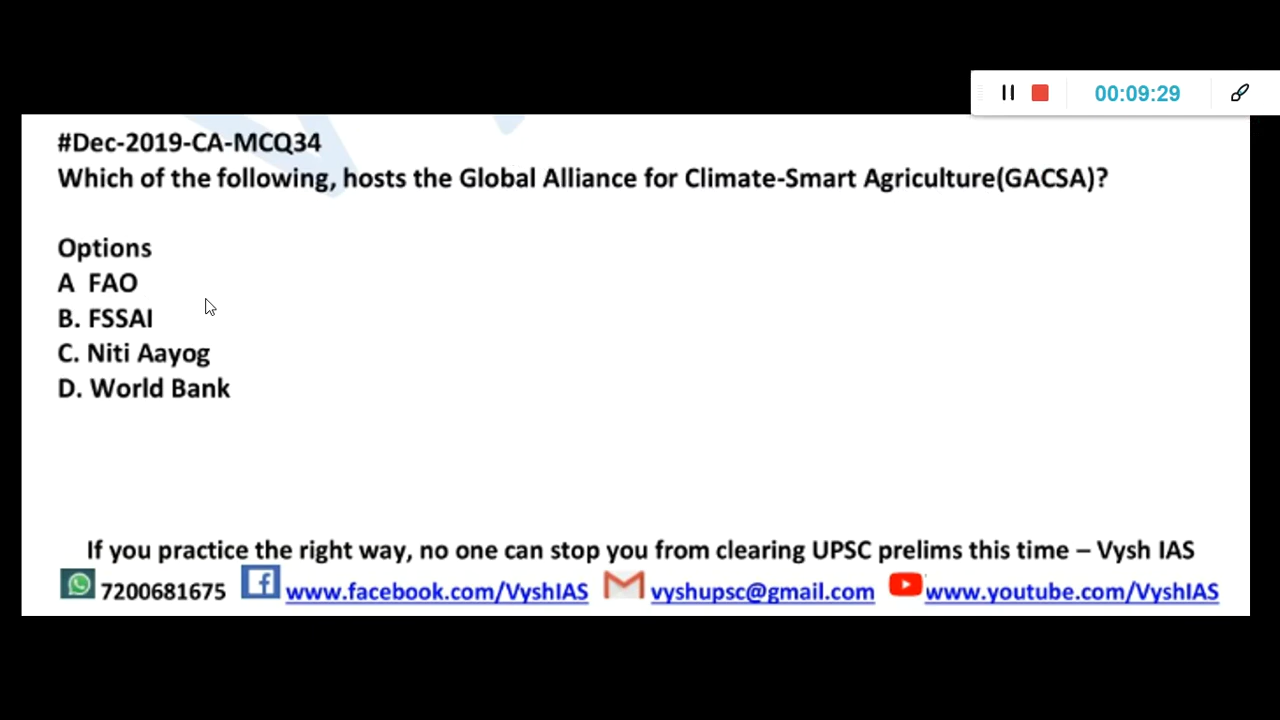 00:09:29
#Dec-2019-CA-MCQ34
Which of the following, hosts the Global Alliance for Climate-Smart Agriculture(GACSA)?
Options
A FAO
B. FSSAI
C. Niti Aayog
D. World Bank
If you practice the right way, no one can stop you from clearing UPSC prelims this time – Vysh IAS
7200681675 www.facebook.com/VyshIAS vyshupsc@gmail.com www.youtube.com/VyshIAS